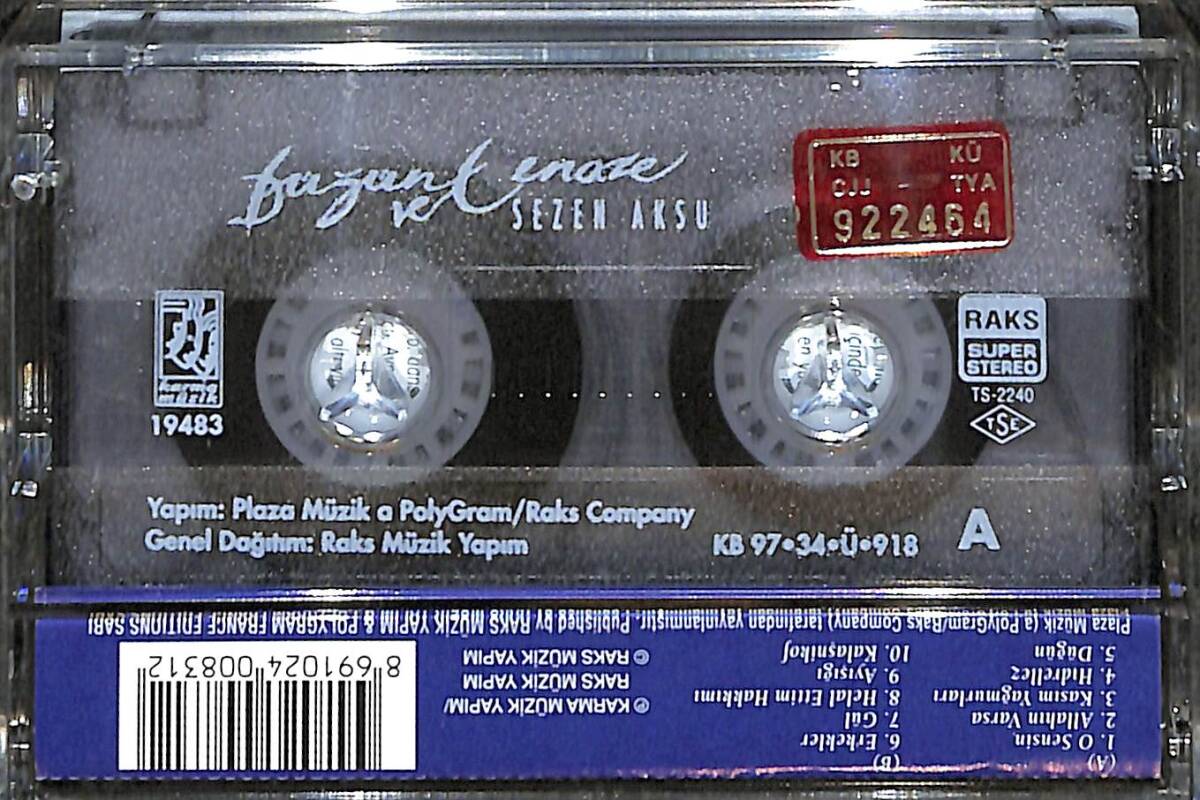 Düğün ve Cenaze
SEZEN AKSU
KB KÜ
CJJ - TYA
922464
karma müzik
19483
RAKS
SUPER
STEREO
TS-2240
TSE
Yapım: Plaza Müzik a PolyGram/Raks Company
Genel Dağıtım: Raks Müzik Yapım
KB 97•34•Ü•918
A
(A)
1. O Sensin
2. Allahın Varsa
3. Kasım Yağmurları
4. Hıdrellez
5. Düğün
(B)
6. Erkekler
7. Gül
8. Helal Ettim Hakkımı
9. Ayışığı
10. Kalaşnikof
℗ KARMA MÜZİK YAPIM/
RAKS MÜZİK YAPIM
© RAKS MÜZİK YAPIM
8 691024 008312
Plaza Müzik (a PolyGram/Raks Company) tarafından yayınlanmıştır. Published by RAKS MÜZİK YAPIM & POLYGRAM FRANCE EDITIONS SARL